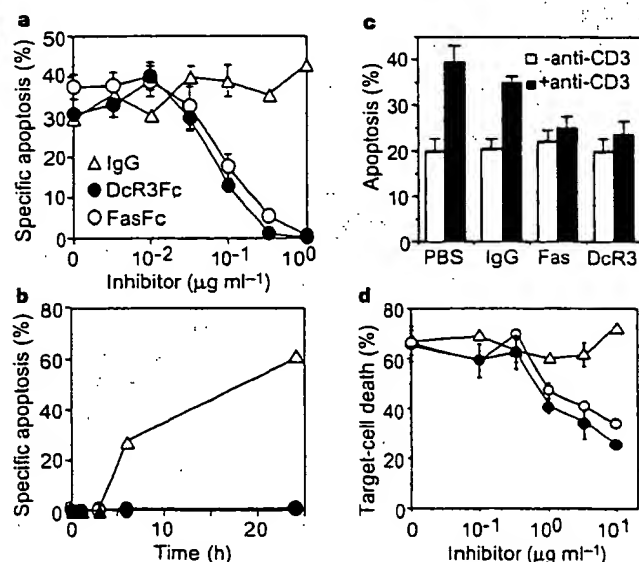 a
Specific apoptosis (%)
50
40
30
20
10
0
IgG
DcR3Fc
FasFc
0 10⁻² 10⁻¹ 10⁰
Inhibitor (µg ml⁻¹)
c
Apoptosis (%)
40
30
20
10
0
-anti-CD3
+anti-CD3
PBS IgG Fas DcR3
b
Specific apoptosis (%)
80
60
40
20
0
0 10 20
Time (h)
d
Target-cell death (%)
80
60
40
20
0
0 10⁻¹ 10⁰ 10¹
Inhibitor (µg ml⁻¹)